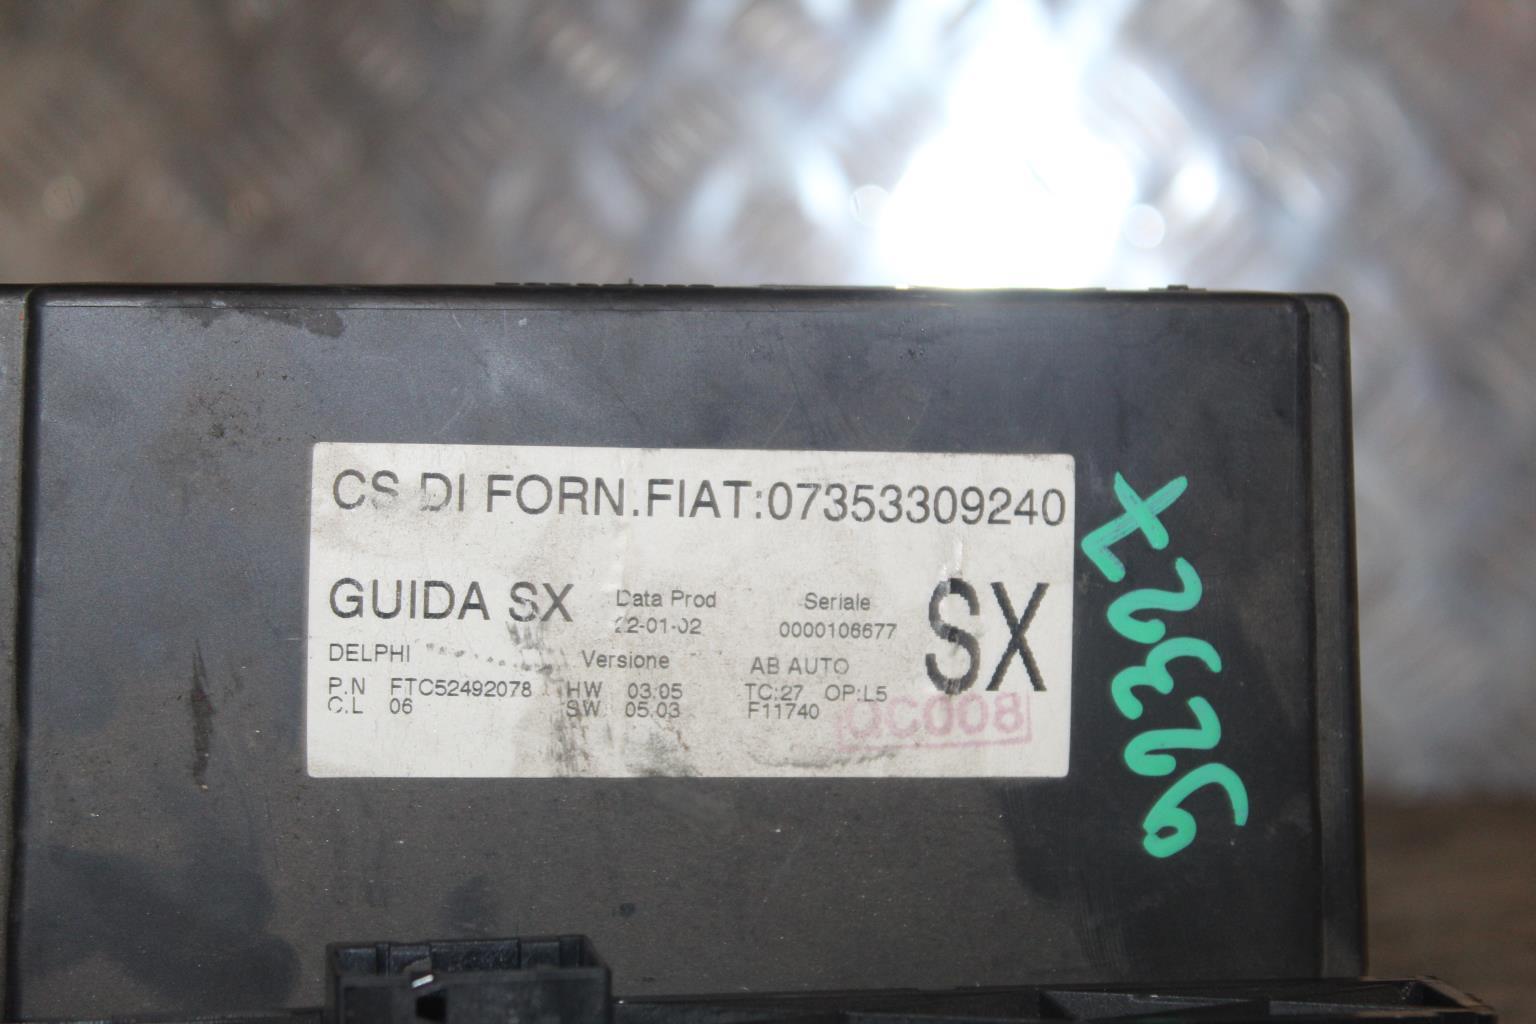 CS DI FORN.FIAT:07353309240
GUIDA SX
Data Prod
22-01-02
Seriale
0000106677
SX
DELPHI
Versione
AB AUTO
P.N FTC52492078
HW 03.05
TC:27 OP:L5
C.L 06
SW 05.03
F11740
QC008